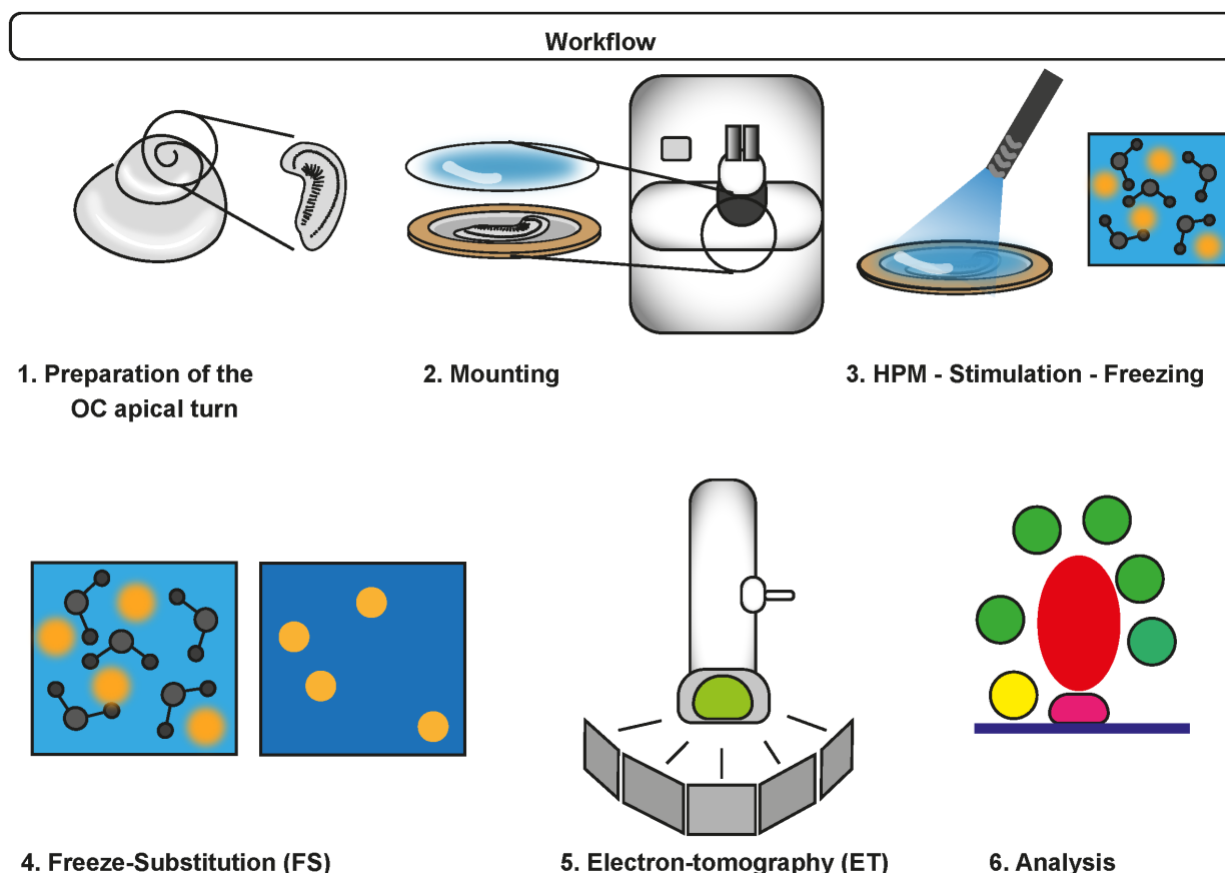 Workflow
1. Preparation of the
OC apical turn
2. Mounting
3. HPM - Stimulation - Freezing
4. Freeze-Substitution (FS)
5. Electron-tomography (ET)
6. Analysis